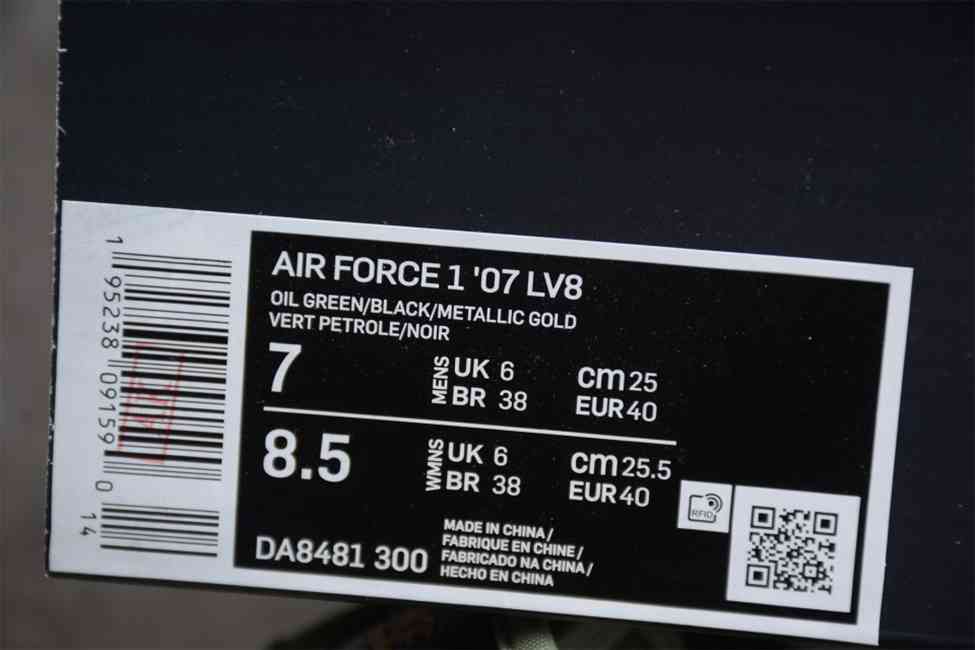 AIR FORCE 1 '07 LV8
OIL GREEN/BLACK/METALLIC GOLD
VERT PETROLE/NOIR
7
MENS
UK 6
BR 38
cm 25
EUR 40
8.5
WMNS
UK 6
BR 38
cm 25.5
EUR 40
RFID
DA8481 300
MADE IN CHINA/
FABRIQUE EN CHINE/
FABRICADO NA CHINA/
HECHO EN CHINA
1 95238 09159 0 14